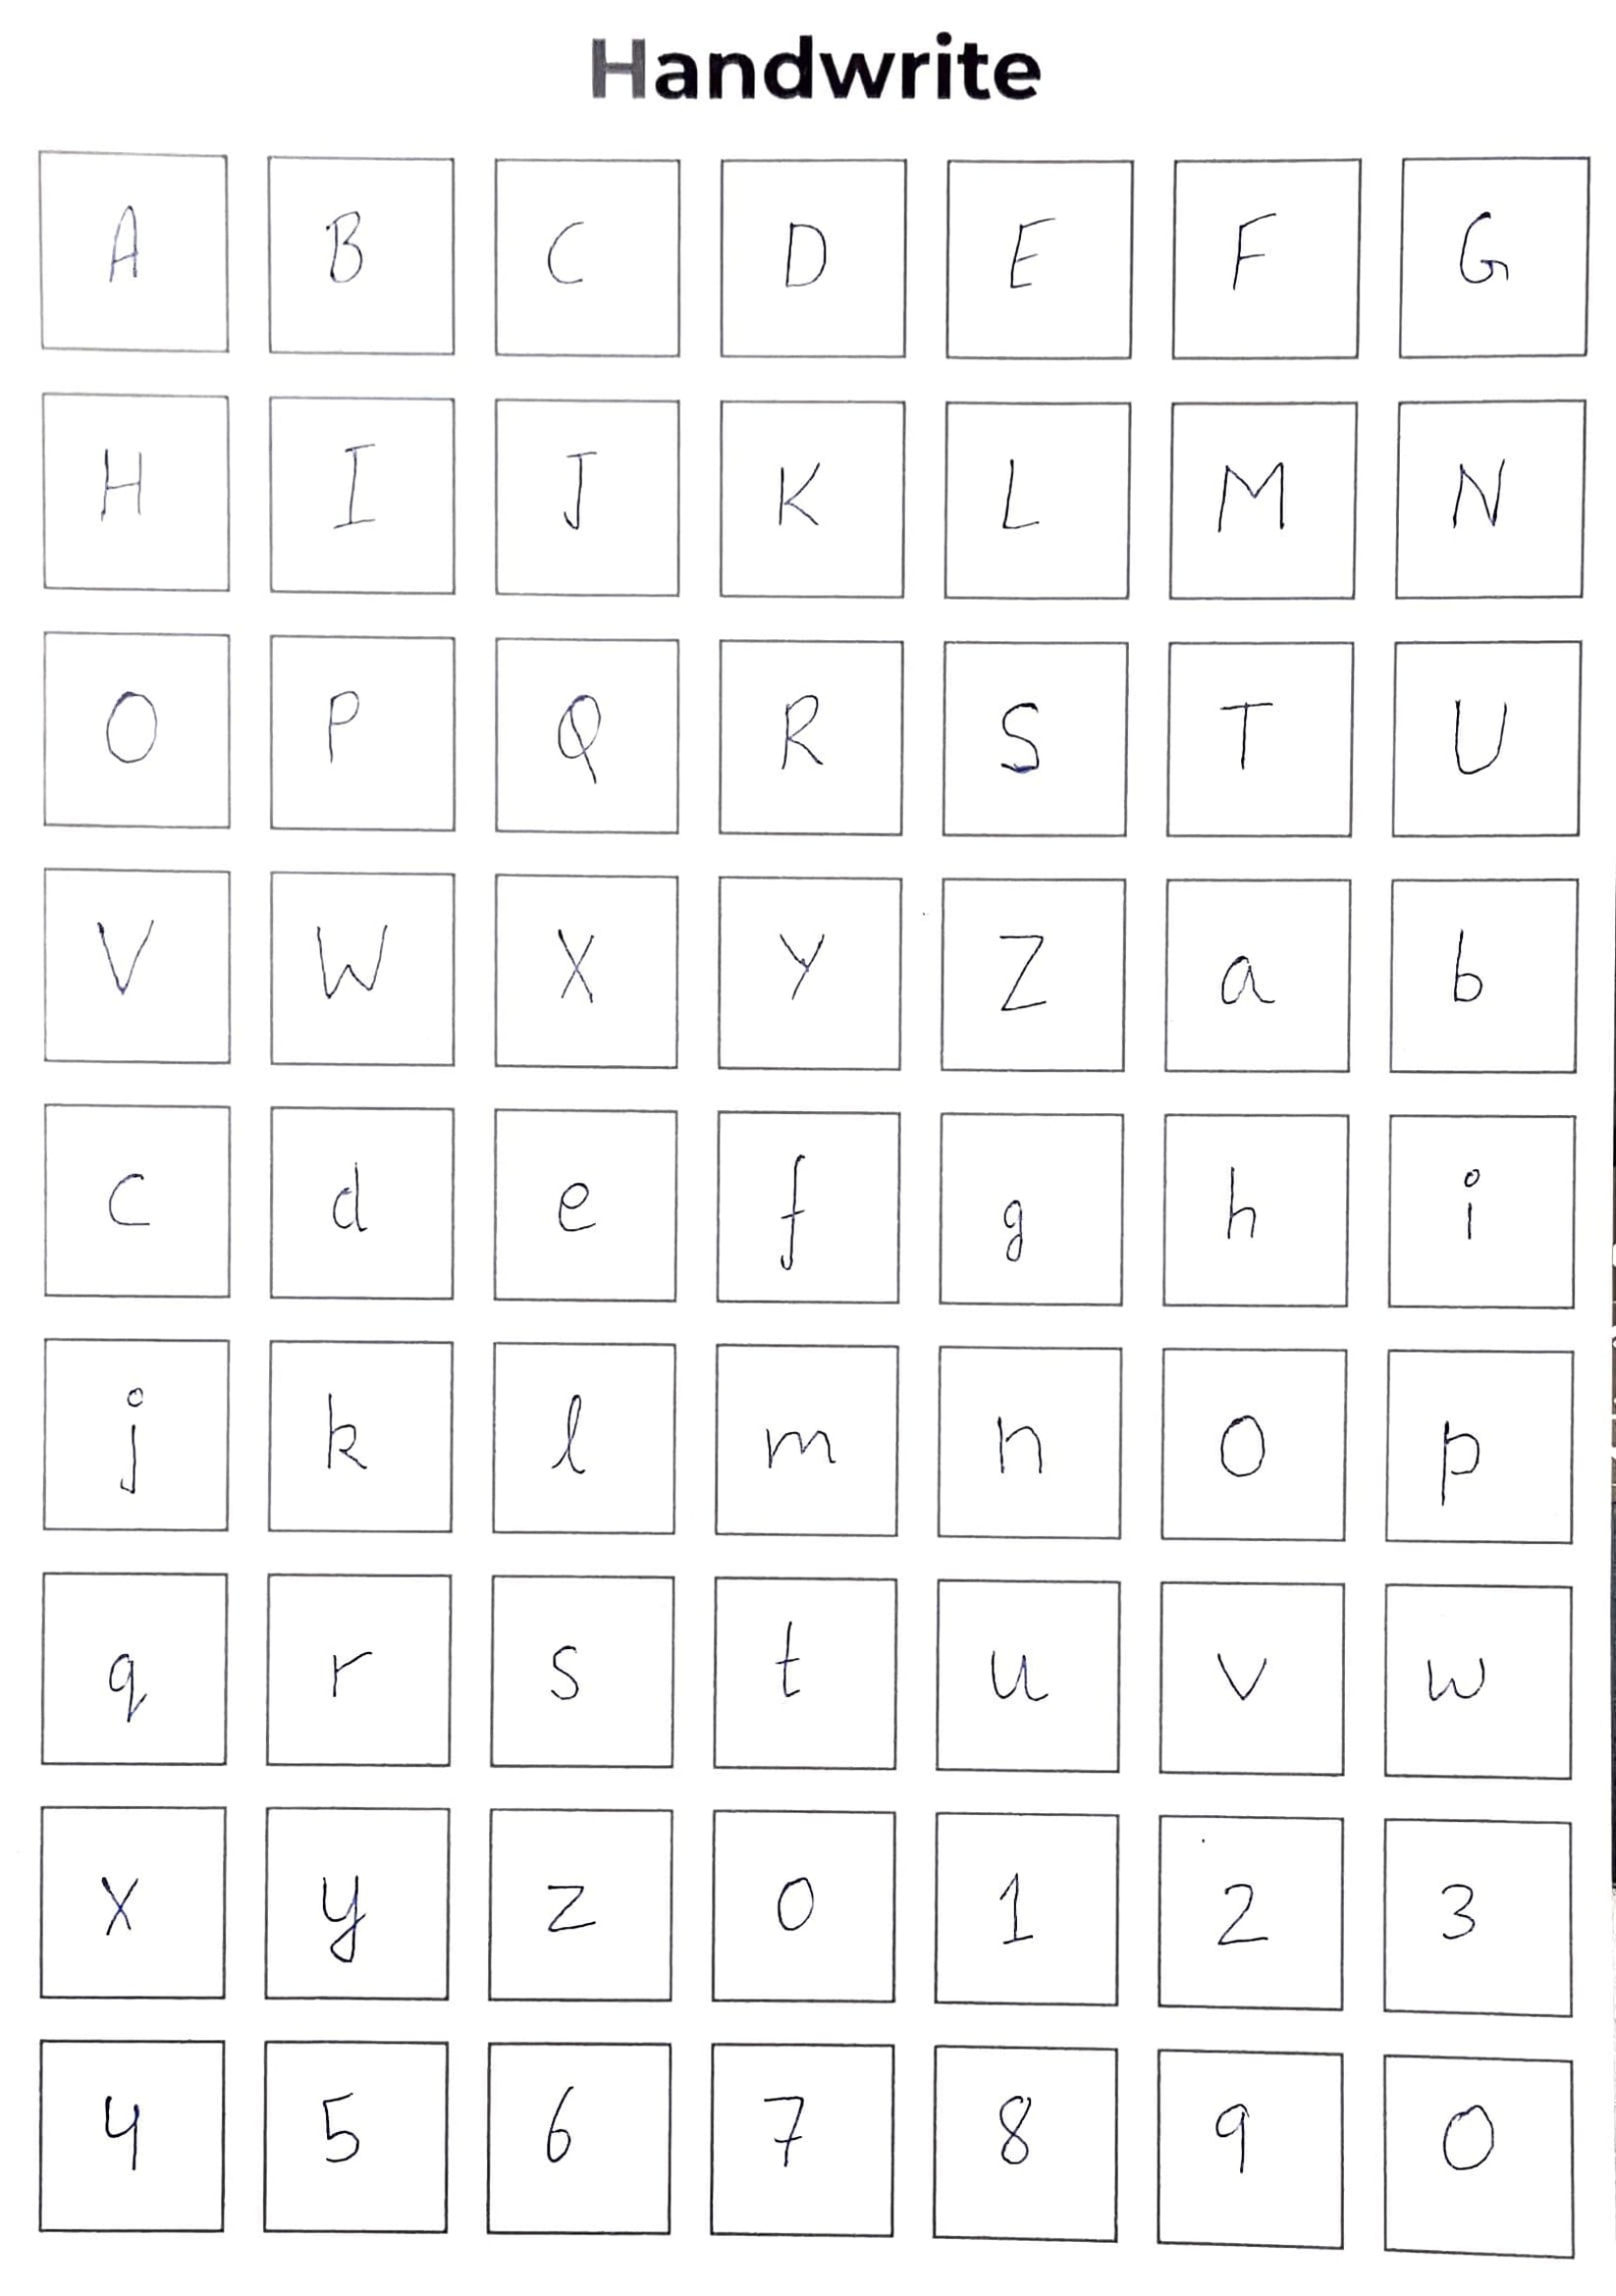 Handwrite
A B C D E F G
H I J K L M N
O P Q R S T U
V W X Y Z a b
c d e f g h i
j k l m n o p
q r s t u v w
x y z 0 1 2 3
4 5 6 7 8 9 0